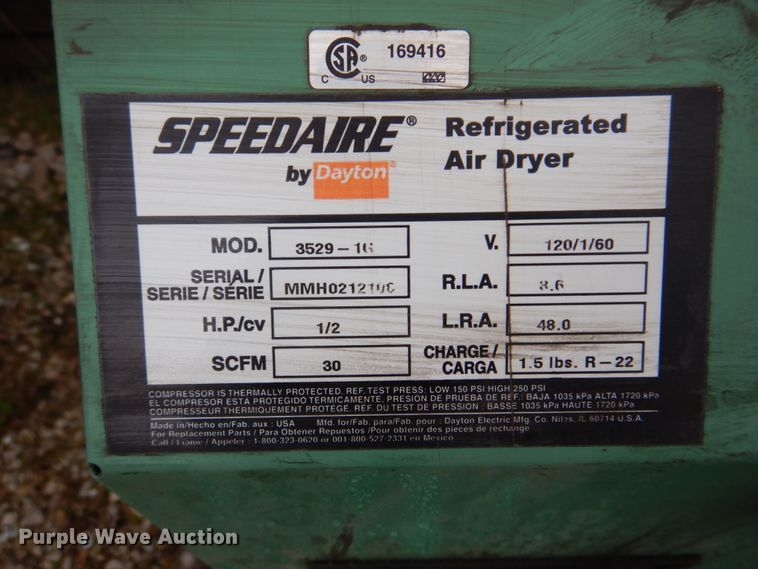 CSA® 169416
C US
SPEEDAIRE® Refrigerated
by Dayton® Air Dryer
MOD. 3529-1G V. 120/1/60
SERIAL /
SERIE / SÉRIE R.L.A. 8.6
H.P./cv 1/2 L.R.A. 48.0
SCFM 30 CHARGE /
CARGA 1.5 lbs. R-22
COMPRESSOR IS THERMALLY PROTECTED. REF. TEST PRESS: LOW 150 PSI HIGH 250 PSI
EL COMPRESOR ESTA PROTEGIDO TÉRMICAMENTE. PRESIÓN DE PRUEBA DE REF.: BAJA 1035 kPa ALTA 1720 kPa
COMPRESSEUR THERMIQUEMENT PROTEGÉ. REF. DU TEST DE PRESSION: BASSE 1035 kPa HAUTE 1720 kPa
Made in/Hecho en/Fab. aux : USA Mfd. for/Fab. para/Fab. pour : Dayton Electric Mfg. Co. Niles, IL 60714 U.S.A.
For Replacement Parts / Para Obtener Repuestos /Pour obtenir des pieces de rechange
Call / Llame / Appeler : 1-800-323-0620 or 001-800-527-2331 en Mexico
Purple Wave Auction